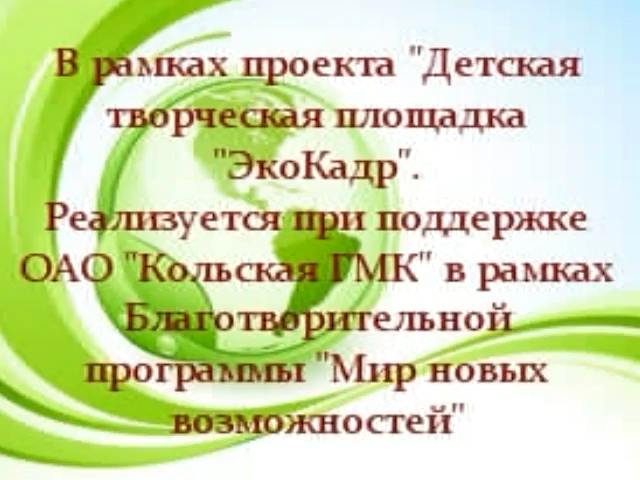 В рамках проекта "Детская
творческая площадка
"ЭкоКадр".
Реализуется при поддержке
ОАО "Кольская ГМК" в рамках
Благотворительной
программы "Мир новых
возможностей"